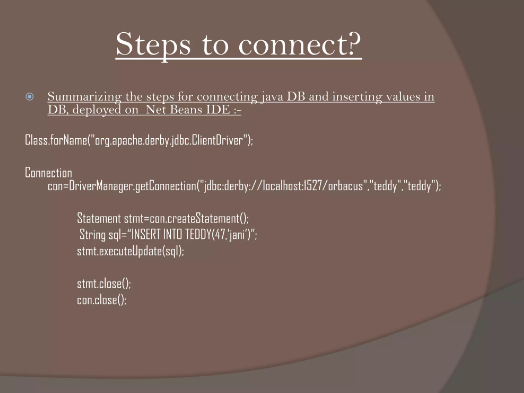 Steps to connect?
Summarizing the steps for connecting java DB and inserting values in
DB, deployed on Net Beans IDE :-
Class.forName("org.apache.derby.jdbc.ClientDriver");
Connection
con=DriverManager.getConnection("jdbc:derby://localhost:1527/orbacus","teddy","teddy");
Statement stmt=con.createStatement();
String sql=“INSERT INTO TEDDY(47,‘jani’)”;
stmt.executeUpdate(sql);
stmt.close();
con.close();